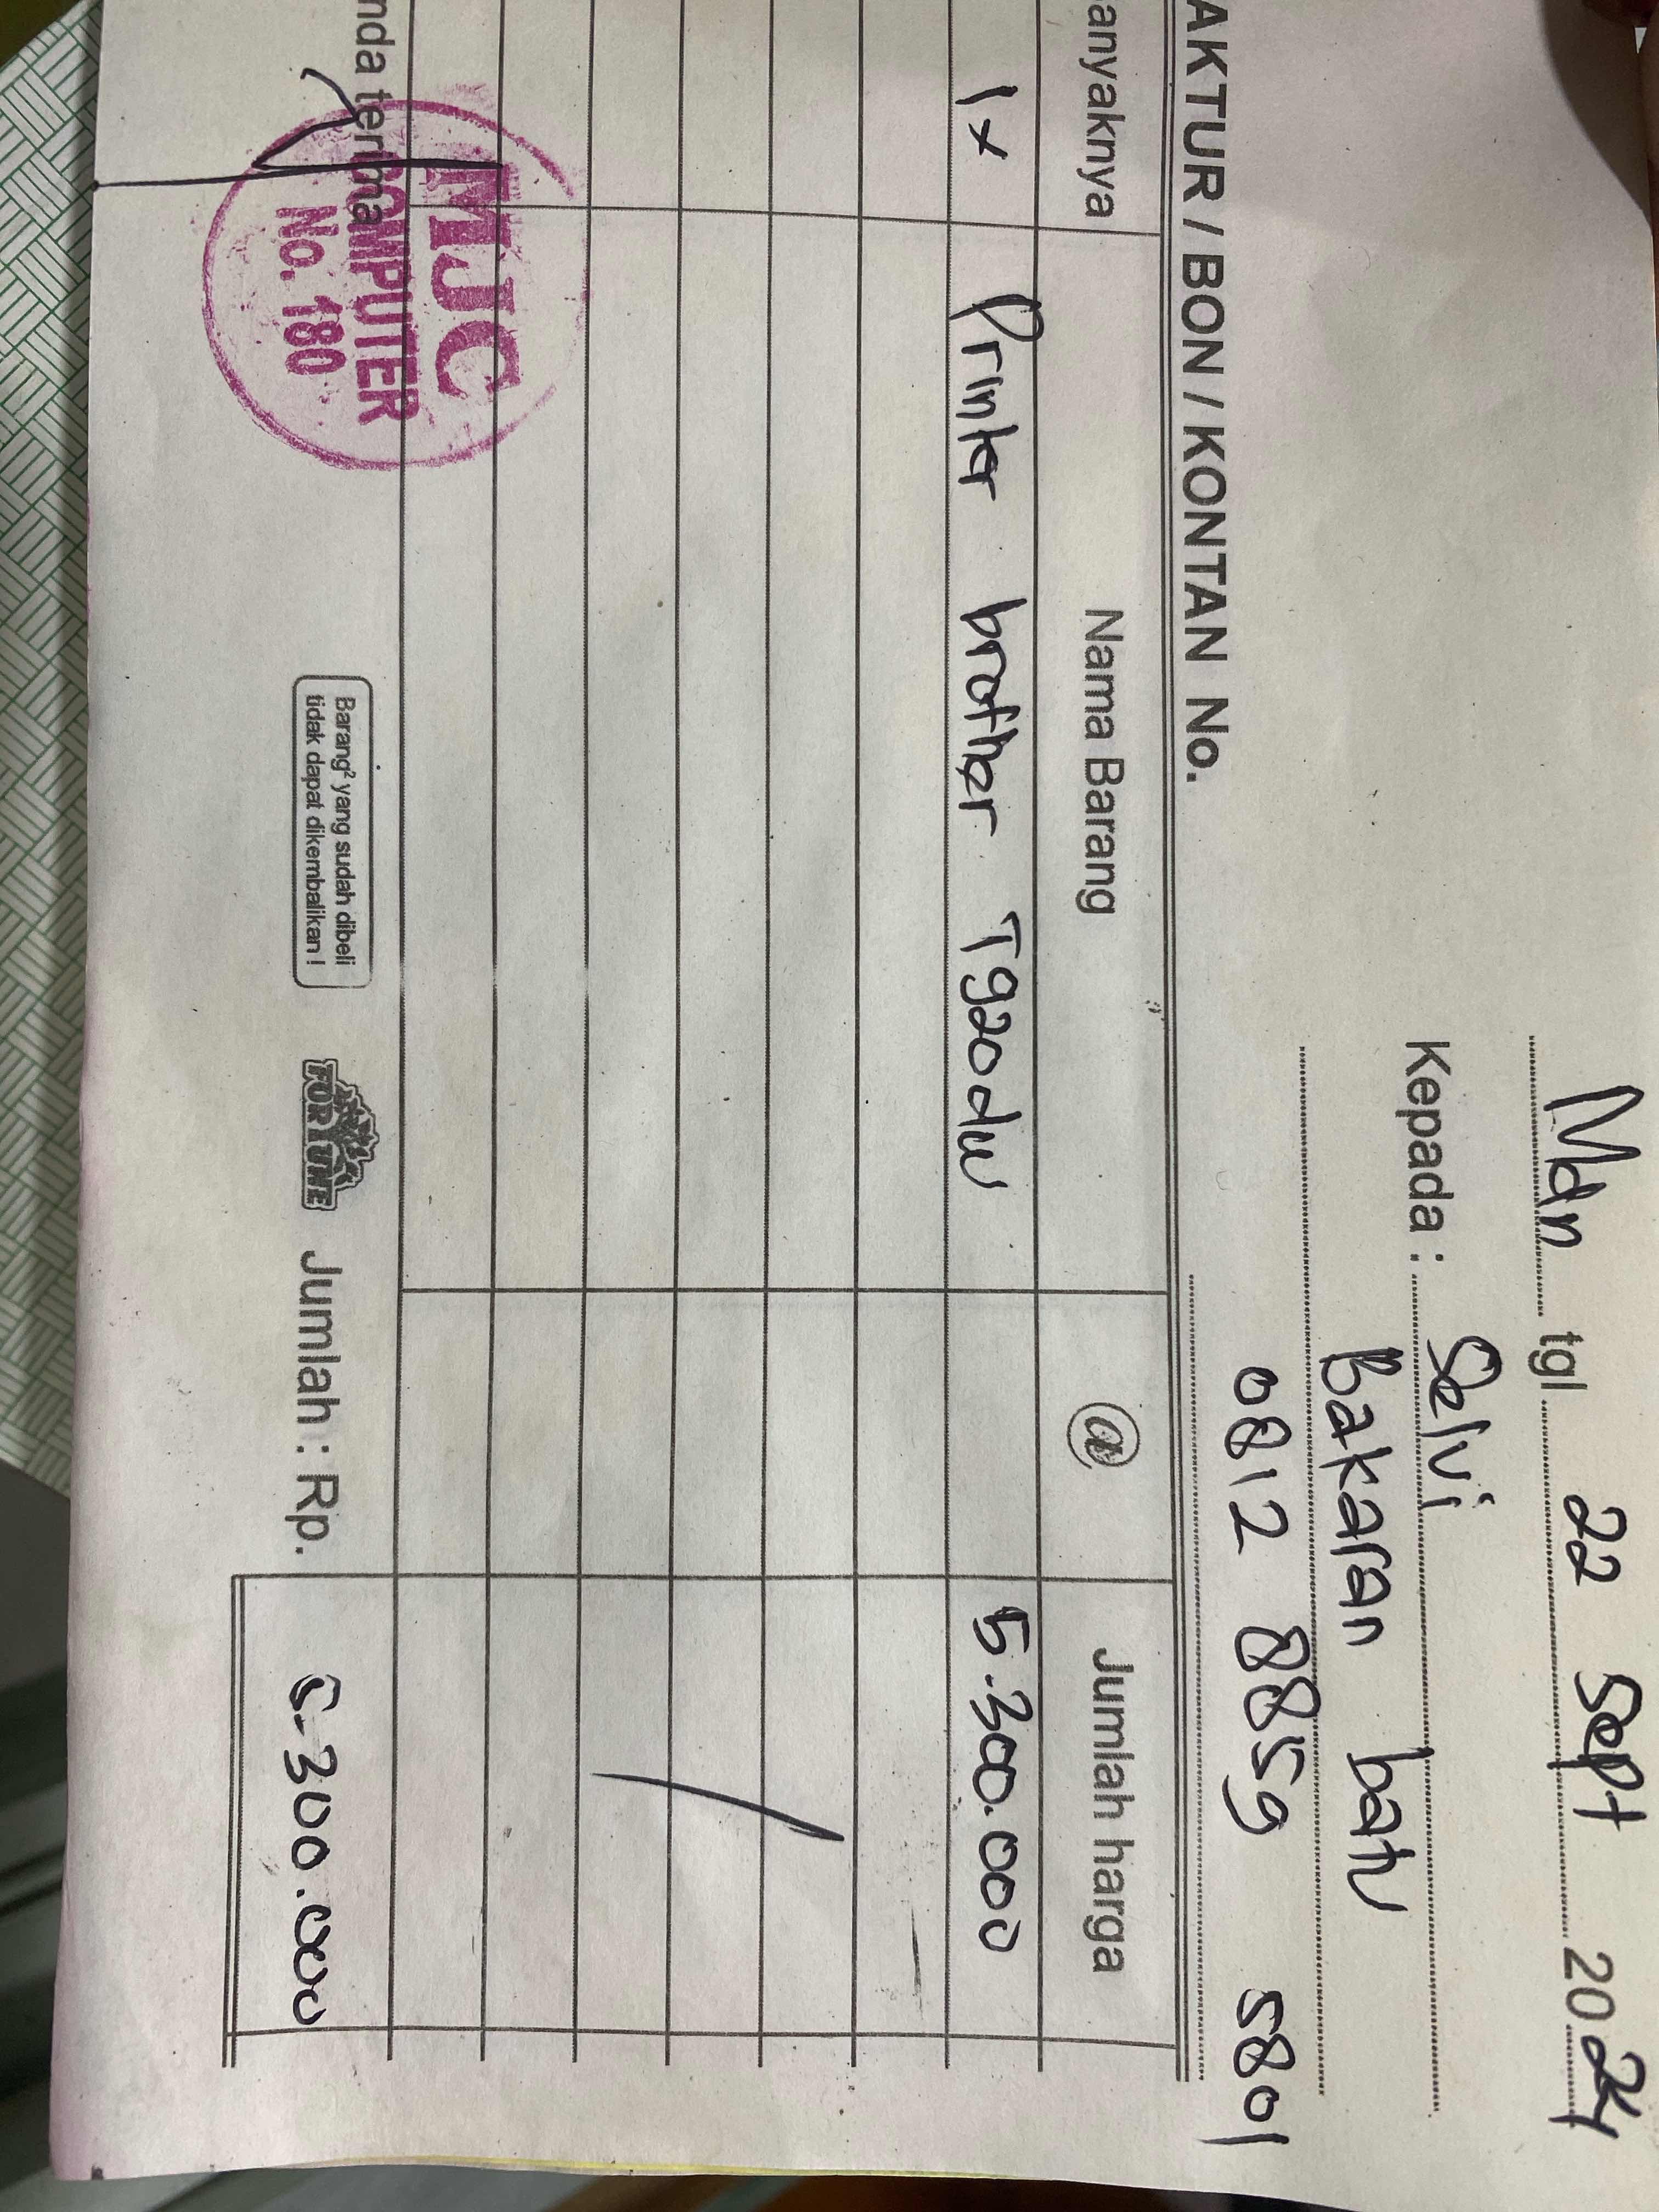 Mdn tgl 22 Sept 2024
Kepada : Selvi
Bakaran batu
0812 8859 5801
AKTUR / BON / KONTAN No.
anyaknya Nama Barang @ Jumlah harga
1x Printer brother T920dw 5.300.000
nda terima
MJC
COMPUTER
No. 180
Barang² yang sudah dibeli
tidak dapat dikembalikan !
FORTUNE
Jumlah : Rp. 5.300.000